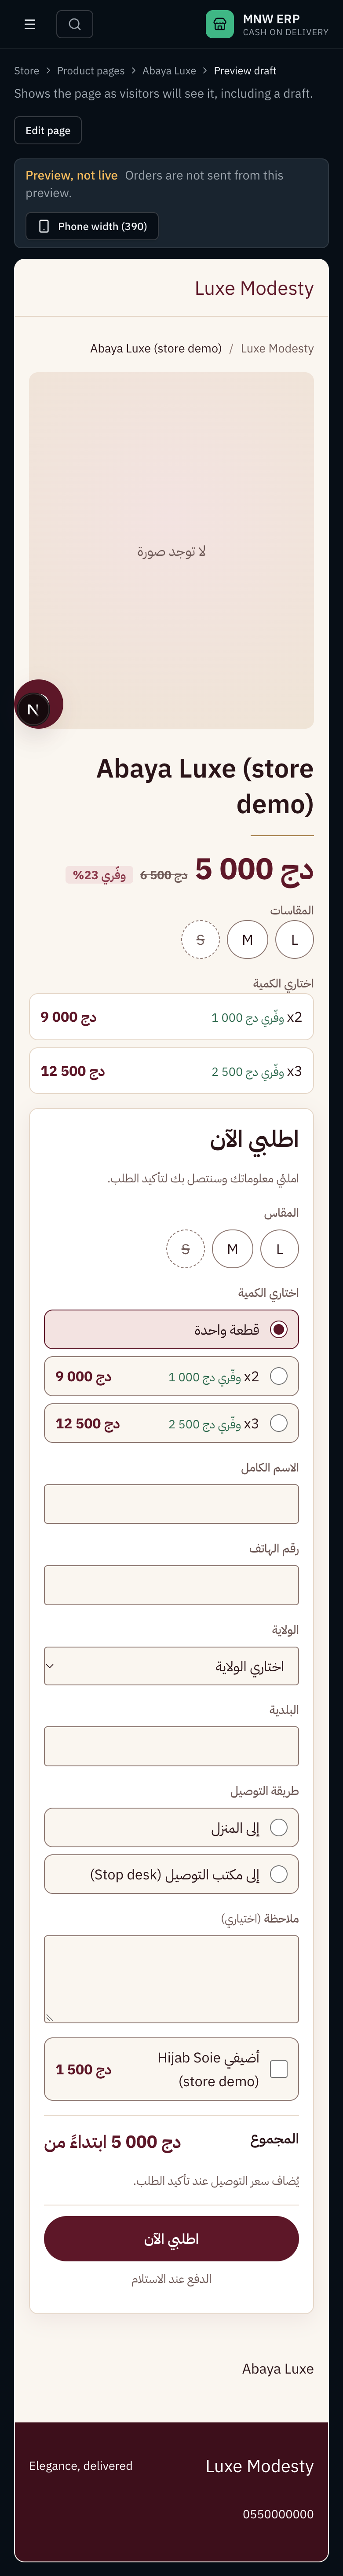 MNW ERP
CASH ON DELIVERY
Store > Product pages > Abaya Luxe > Preview draft
Shows the page as visitors will see it, including a draft.
Edit page
Preview, not live Orders are not sent from this
preview.
Phone width (390)
Luxe Modesty
Luxe Modesty / Abaya Luxe (store demo)
لا توجد صورة
N
Abaya Luxe (store
demo)
5 000 دج 6 500 دج وفّري 23%
المقاسات
L M S
اختاري الكمية
x2 وفّري دج 1 000 9 000 دج
x3 وفّري دج 2 500 12 500 دج
اطلبي الآن
املئي معلوماتك وسنتصل بك لتأكيد الطلب.
المقاس
L M S
اختاري الكمية
قطعة واحدة
x2 وفّري دج 1 000 9 000 دج
x3 وفّري دج 2 500 12 500 دج
الاسم الكامل
رقم الهاتف
الولاية
اختاري الولاية
البلدية
طريقة التوصيل
إلى المنزل
إلى مكتب التوصيل (Stop desk)
ملاحظة (اختياري)
أضيفي Hijab Soie
(store demo) 1 500 دج
المجموع ابتداءً من 5 000 دج
يُضاف سعر التوصيل عند تأكيد الطلب.
اطلبي الآن
الدفع عند الاستلام
Abaya Luxe
Luxe Modesty
Elegance, delivered
0550000000